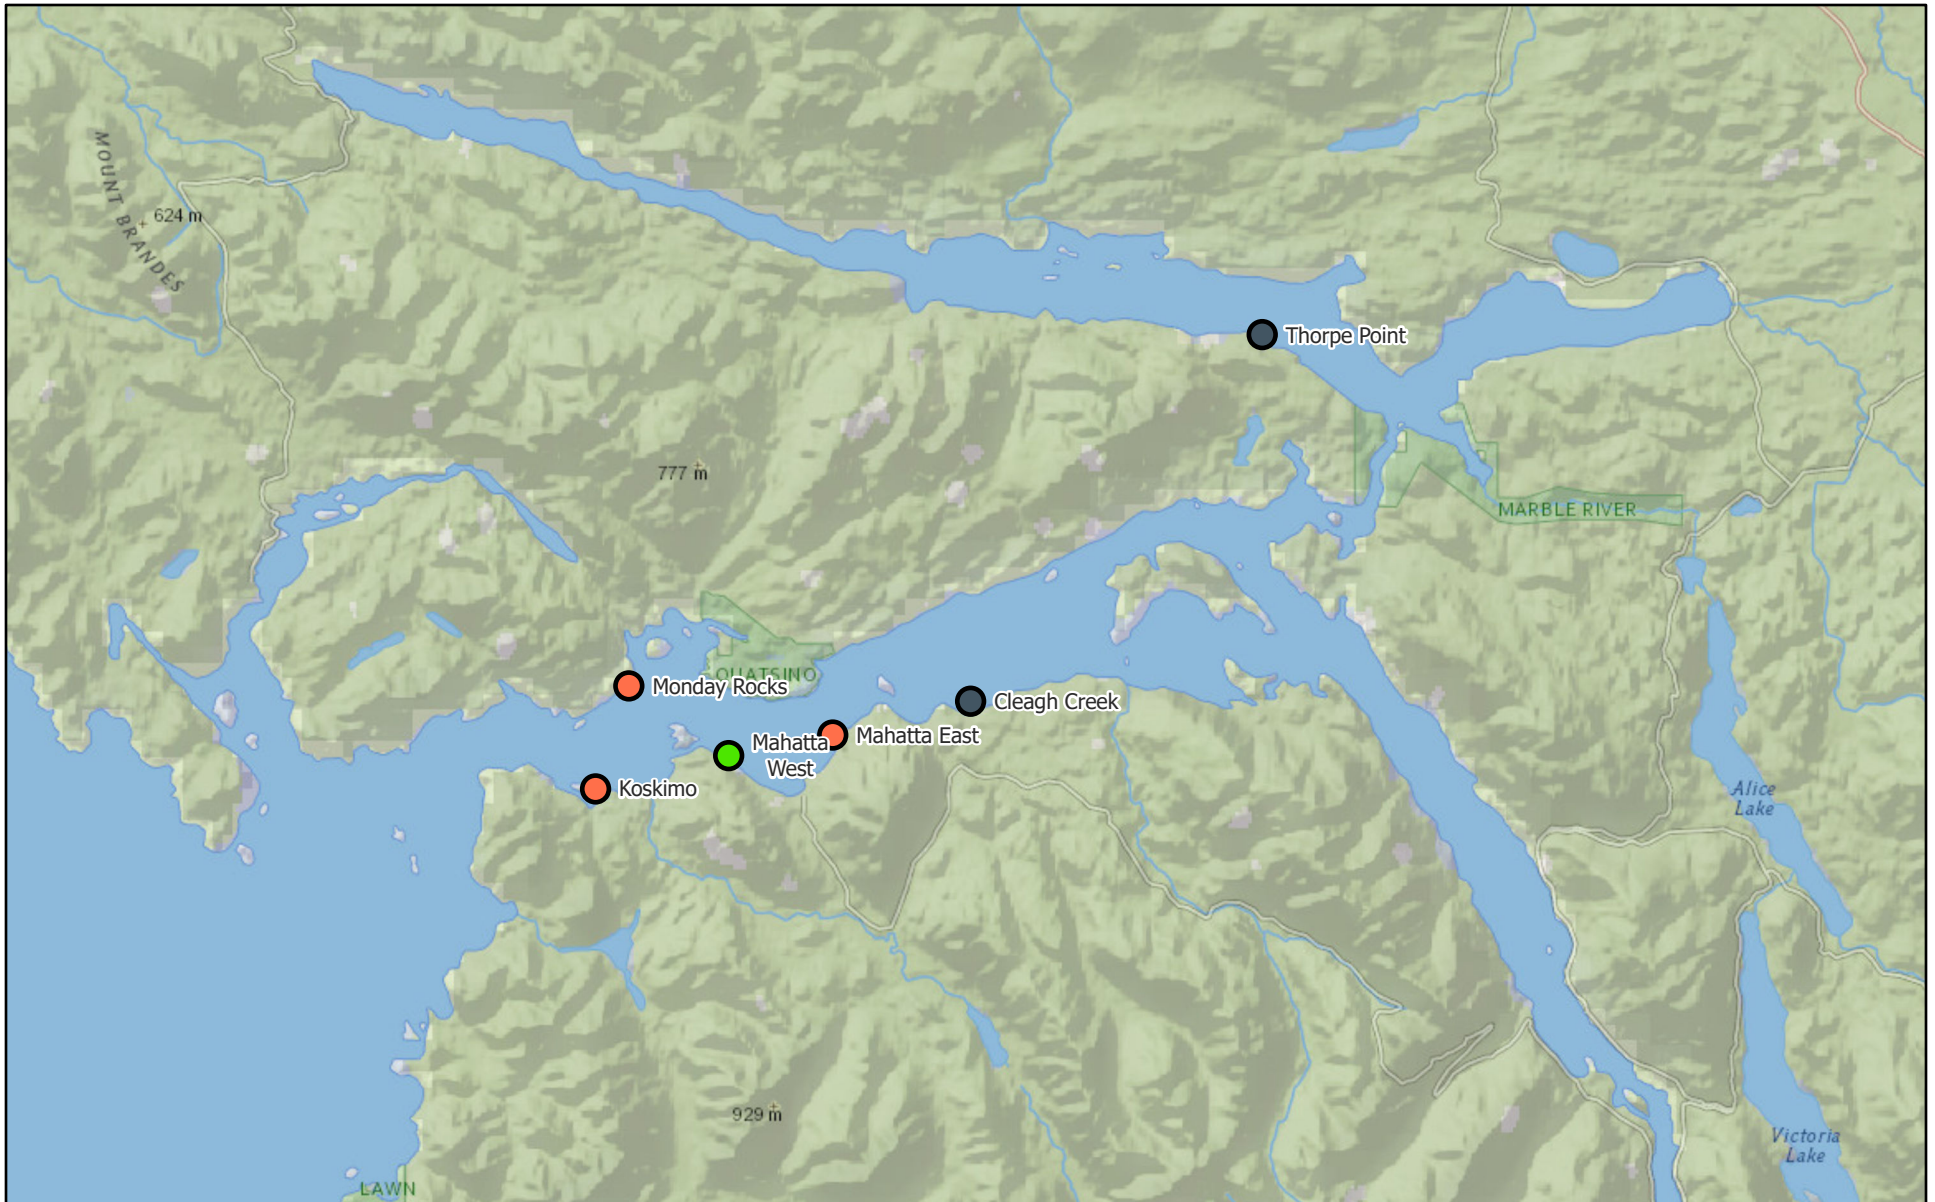 MOUNT BRANDES
624 m
Thorpe Point
777 m
MARBLE RIVER
QUATSINO
Monday Rocks
Cleagh Creek
Mahatta East
Mahatta
West
Koskimo
Alice
Lake
929 m
Victoria
Lake
LAWN